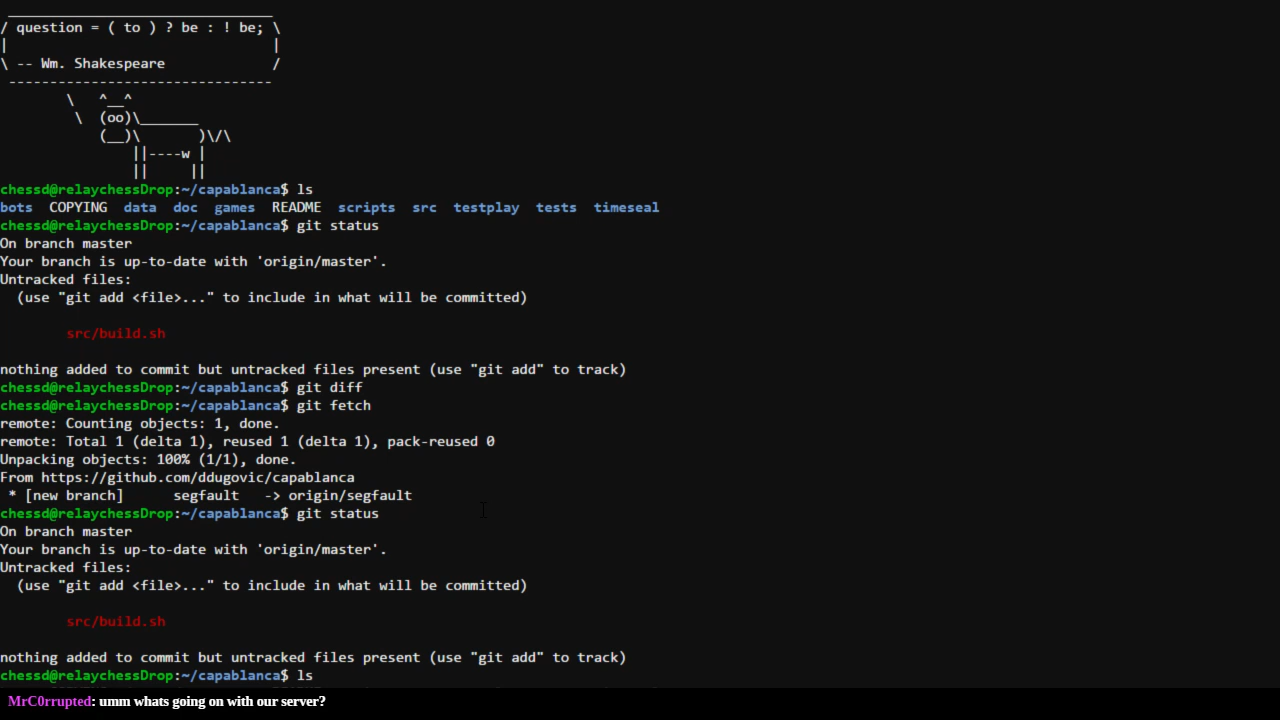 / question = ( to ) ? be : ! be; \
|                                |
\ -- Wm. Shakespeare             /
 --------------------------------
        \   ^__^
         \  (oo)\_______
            (__)\       )\/\
                ||----w |
                ||     ||
chessd@relaychessDrop:~/capablanca$ ls
bots  COPYING  data  doc  games  README  scripts  src  testplay  tests  timeseal
chessd@relaychessDrop:~/capablanca$ git status
On branch master
Your branch is up-to-date with 'origin/master'.
Untracked files:
  (use "git add <file>..." to include in what will be committed)
        src/build.sh
nothing added to commit but untracked files present (use "git add" to track)
chessd@relaychessDrop:~/capablanca$ git diff
chessd@relaychessDrop:~/capablanca$ git fetch
remote: Counting objects: 1, done.
remote: Total 1 (delta 1), reused 1 (delta 1), pack-reused 0
Unpacking objects: 100% (1/1), done.
From https://github.com/ddugovic/capablanca
 * [new branch]      segfault   -> origin/segfault
chessd@relaychessDrop:~/capablanca$ git status
On branch master
Your branch is up-to-date with 'origin/master'.
Untracked files:
  (use "git add <file>..." to include in what will be committed)
        src/build.sh
nothing added to commit but untracked files present (use "git add" to track)
chessd@relaychessDrop:~/capablanca$ ls
MrC0rrupted: umm whats going on with our server?